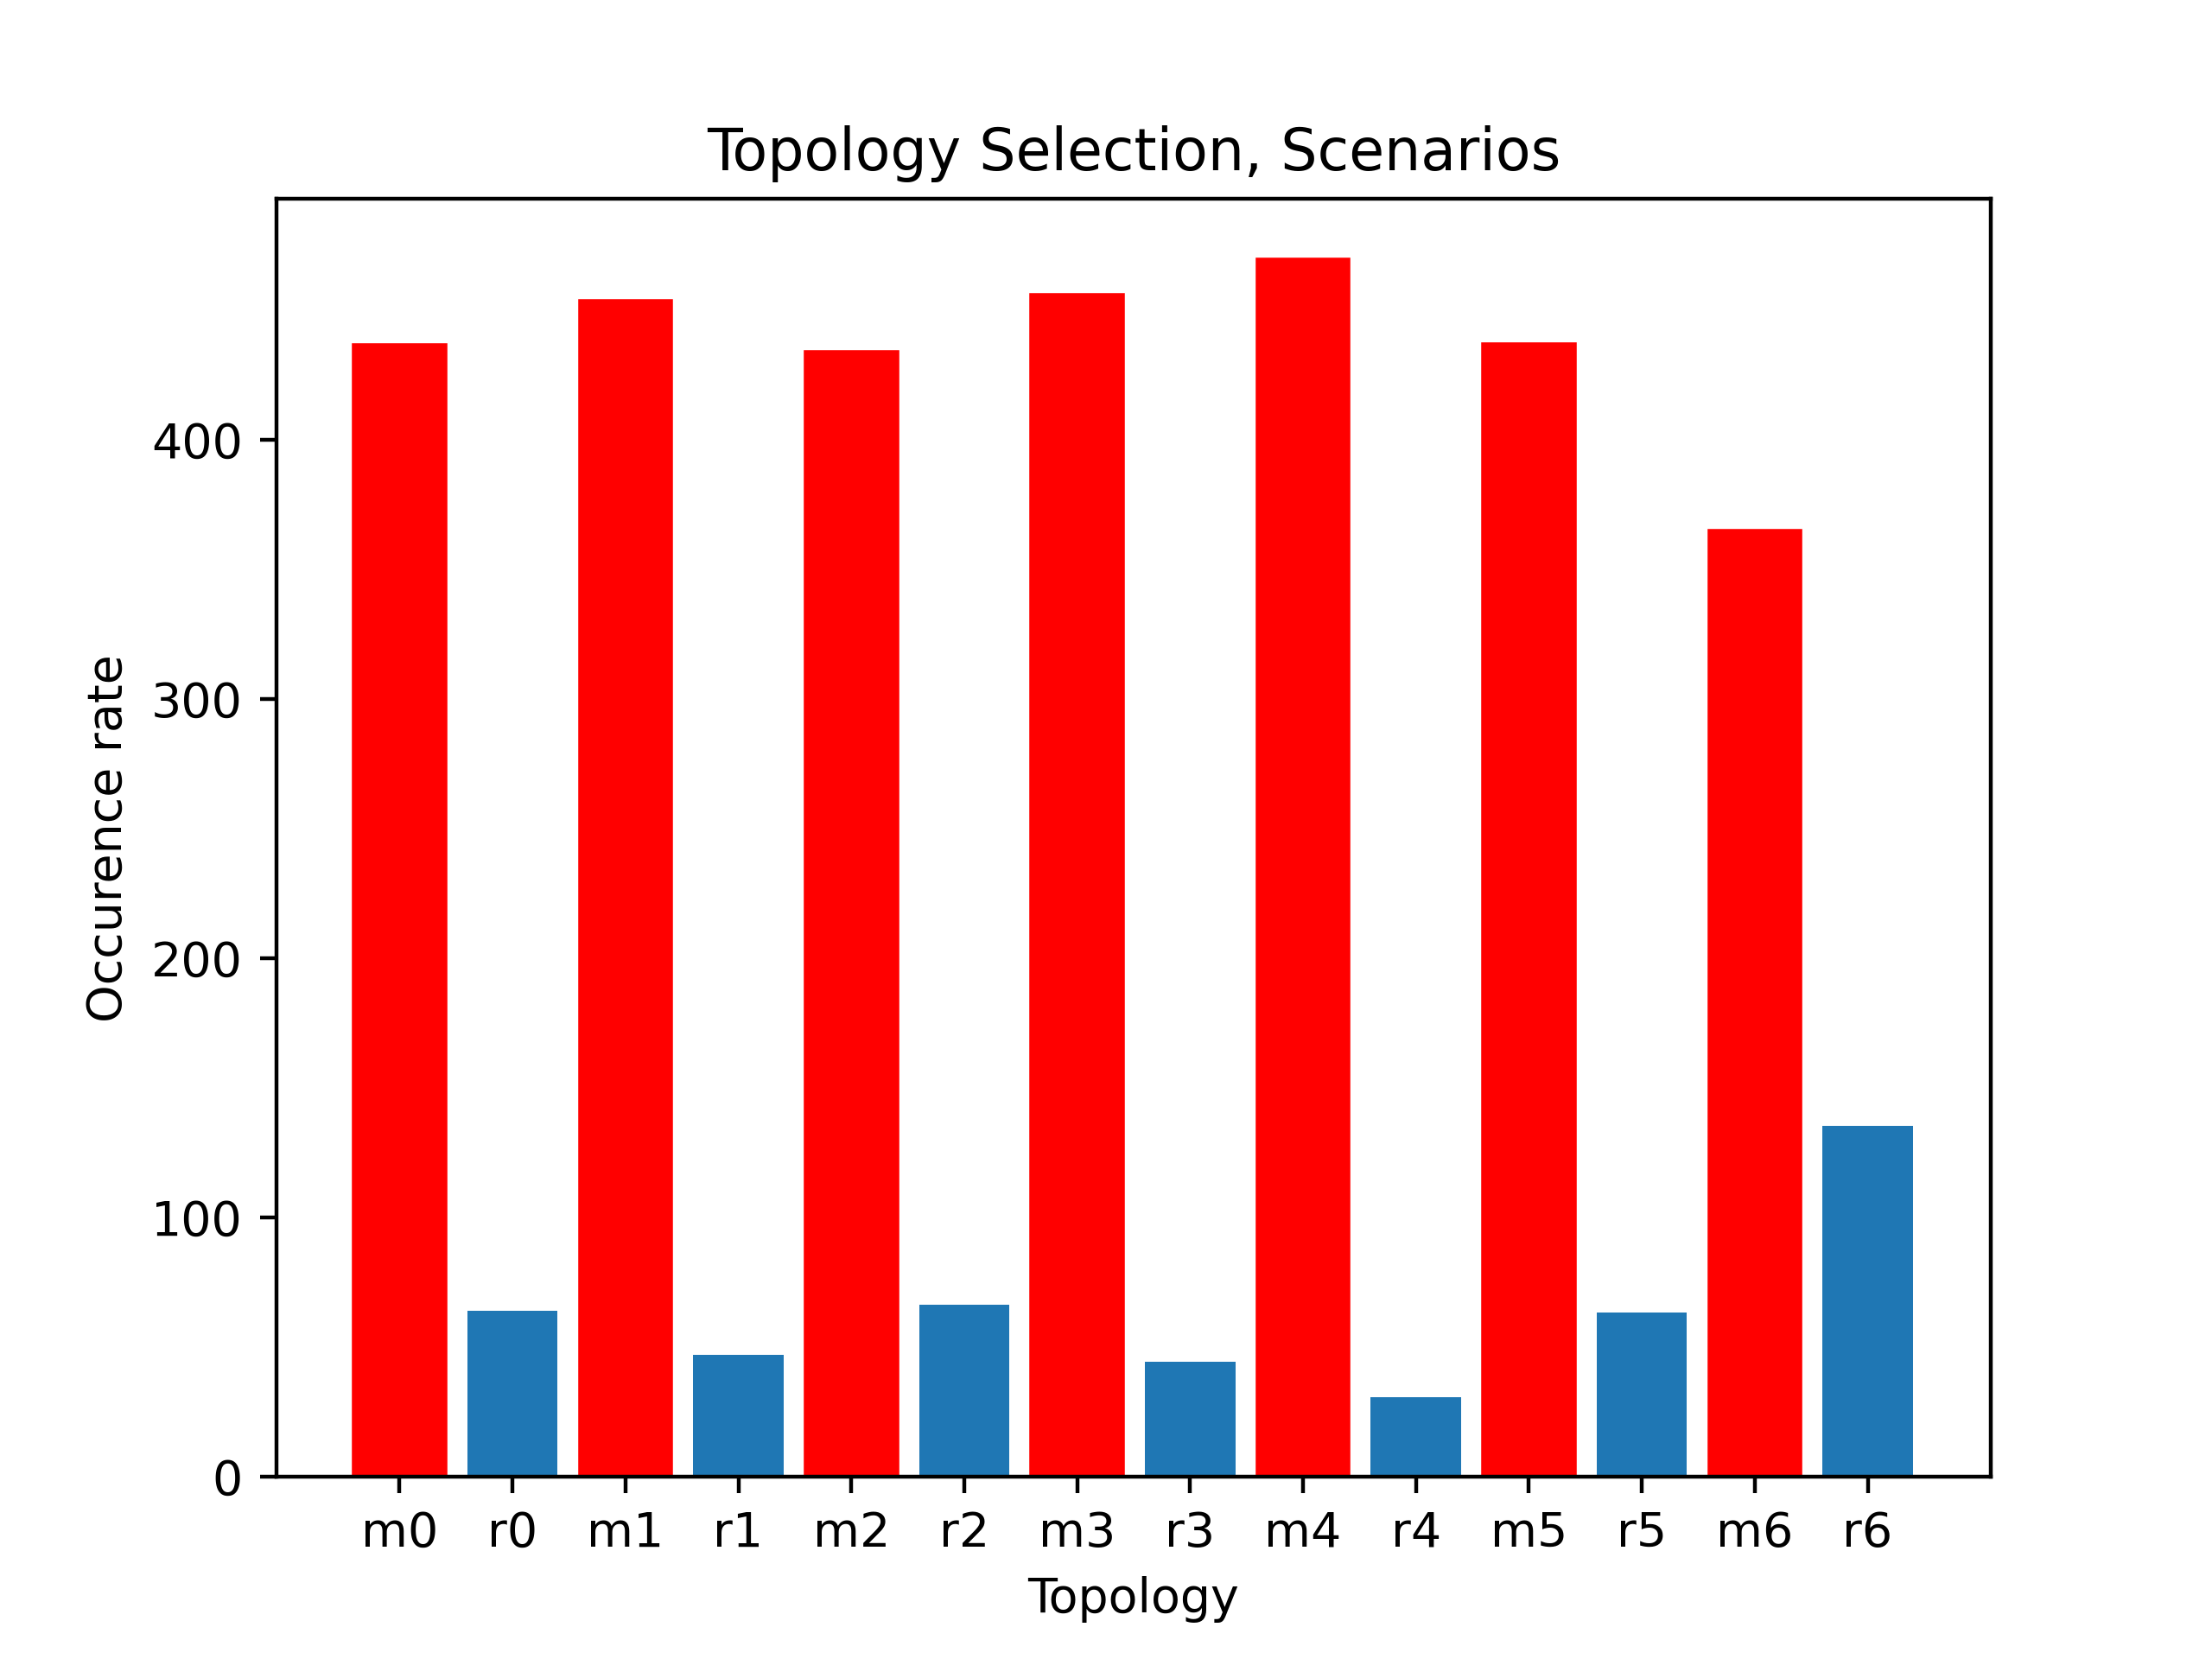 Topology Selection, Scenarios
Occurence rate
400
300
200
100
0
m0 r0 m1 r1 m2 r2 m3 r3 m4 r4 m5 r5 m6 r6
Topology